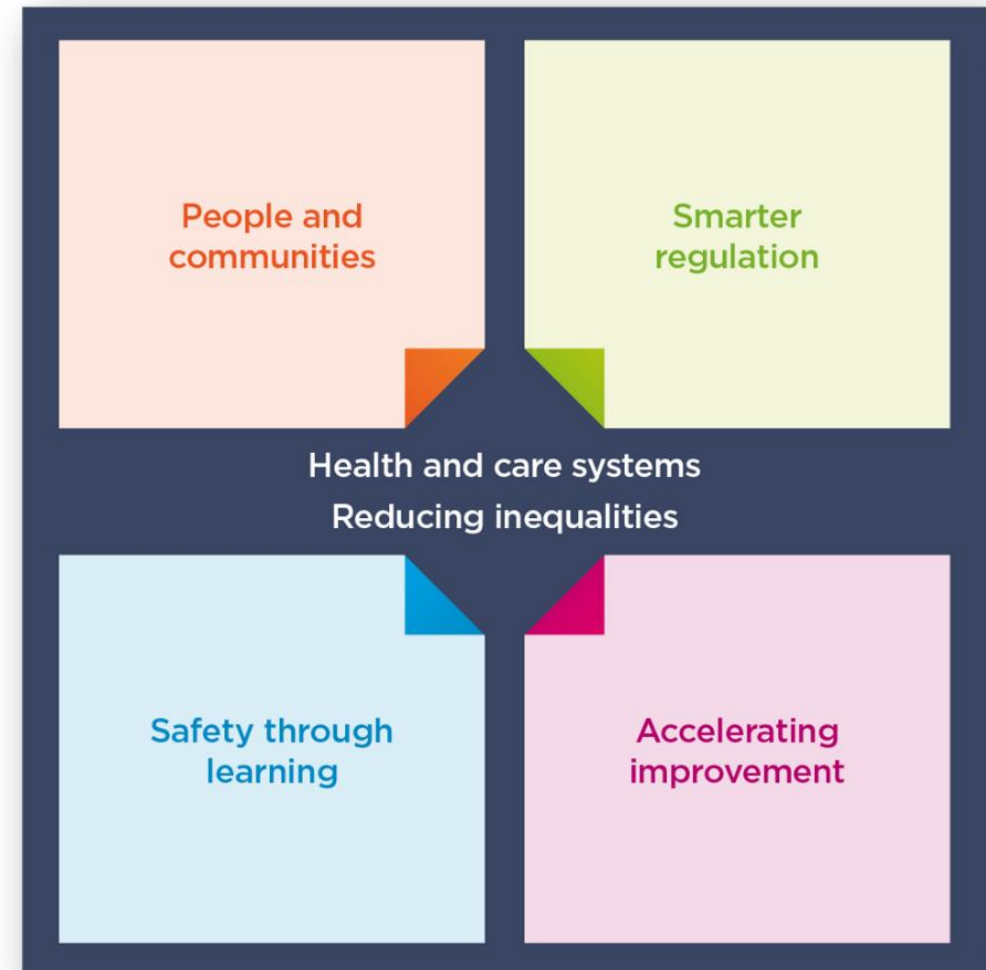 People and
communities
Smarter
regulation
Health and care systems
Reducing inequalities
Safety through
learning
Accelerating
improvement